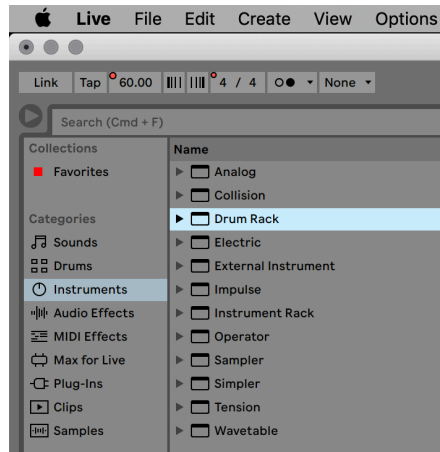 Live File Edit Create View Options
Link Tap 60.00 4 / 4 None
Search (Cmd + F)
Collections
Favorites
Categories
Sounds
Drums
Instruments
Audio Effects
MIDI Effects
Max for Live
Plug-Ins
Clips
Samples
Name
Analog
Collision
Drum Rack
Electric
External Instrument
Impulse
Instrument Rack
Operator
Sampler
Simpler
Tension
Wavetable